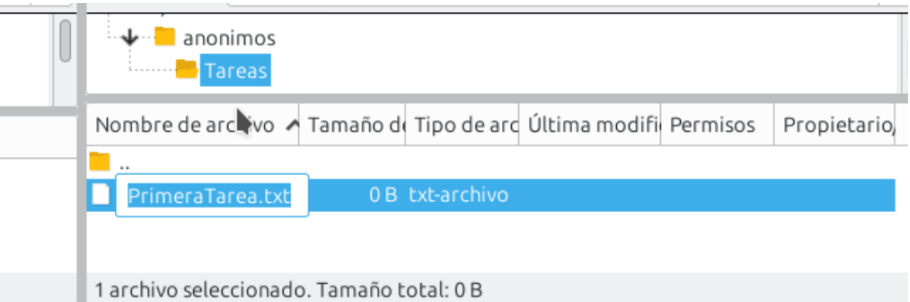 anonimos
Tareas
Nombre de archivo Tamaño de Tipo de arc Última modifi Permisos Propietario/
..
PrimeraTarea.txt 0 B txt-archivo
1 archivo seleccionado. Tamaño total: 0 B